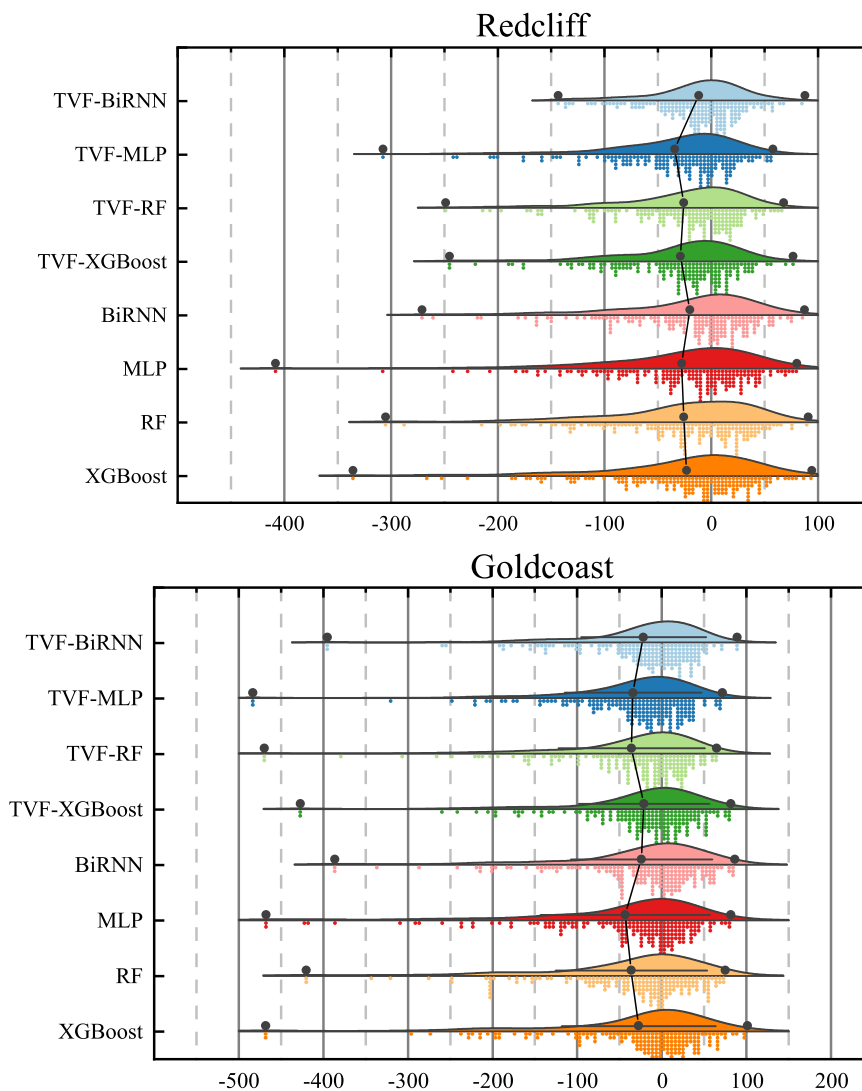 Redcliff
TVF-BiRNN
TVF-MLP
TVF-RF
TVF-XGBoost
BiRNN
MLP
RF
XGBoost
-400 -300 -200 -100 0 100
Goldcoast
TVF-BiRNN
TVF-MLP
TVF-RF
TVF-XGBoost
BiRNN
MLP
RF
XGBoost
-500 -400 -300 -200 -100 0 100 200